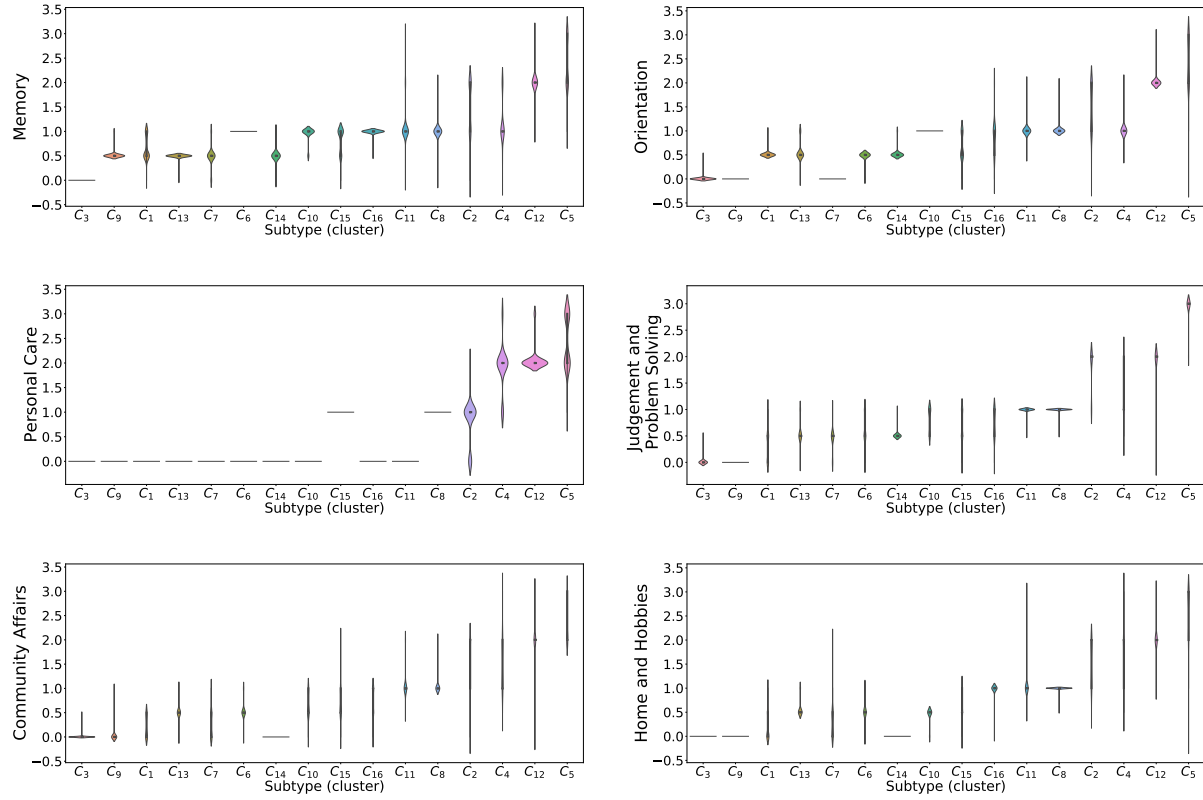 3.5
3.0
2.5
2.0
1.5
1.0
0.5
0.0
−0.5
Memory
C3 C9 C1 C13 C7 C6 C14 C10 C15 C16 C11 C8 C2 C4 C12 C5
Subtype (cluster)
3.5
3.0
2.5
2.0
1.5
1.0
0.5
0.0
−0.5
Orientation
C3 C9 C1 C13 C7 C6 C14 C10 C15 C16 C11 C8 C2 C4 C12 C5
Subtype (cluster)
3.5
3.0
2.5
2.0
1.5
1.0
0.5
0.0
Personal Care
C3 C9 C1 C13 C7 C6 C14 C10 C15 C16 C11 C8 C2 C4 C12 C5
Subtype (cluster)
3.0
2.5
2.0
1.5
1.0
0.5
0.0
Judgement and
Problem Solving
C3 C9 C1 C13 C7 C6 C14 C10 C15 C16 C11 C8 C2 C4 C12 C5
Subtype (cluster)
3.5
3.0
2.5
2.0
1.5
1.0
0.5
0.0
−0.5
Community Affairs
C3 C9 C1 C13 C7 C6 C14 C10 C15 C16 C11 C8 C2 C4 C12 C5
Subtype (cluster)
3.5
3.0
2.5
2.0
1.5
1.0
0.5
0.0
−0.5
Home and Hobbies
C3 C9 C1 C13 C7 C6 C14 C10 C15 C16 C11 C8 C2 C4 C12 C5
Subtype (cluster)